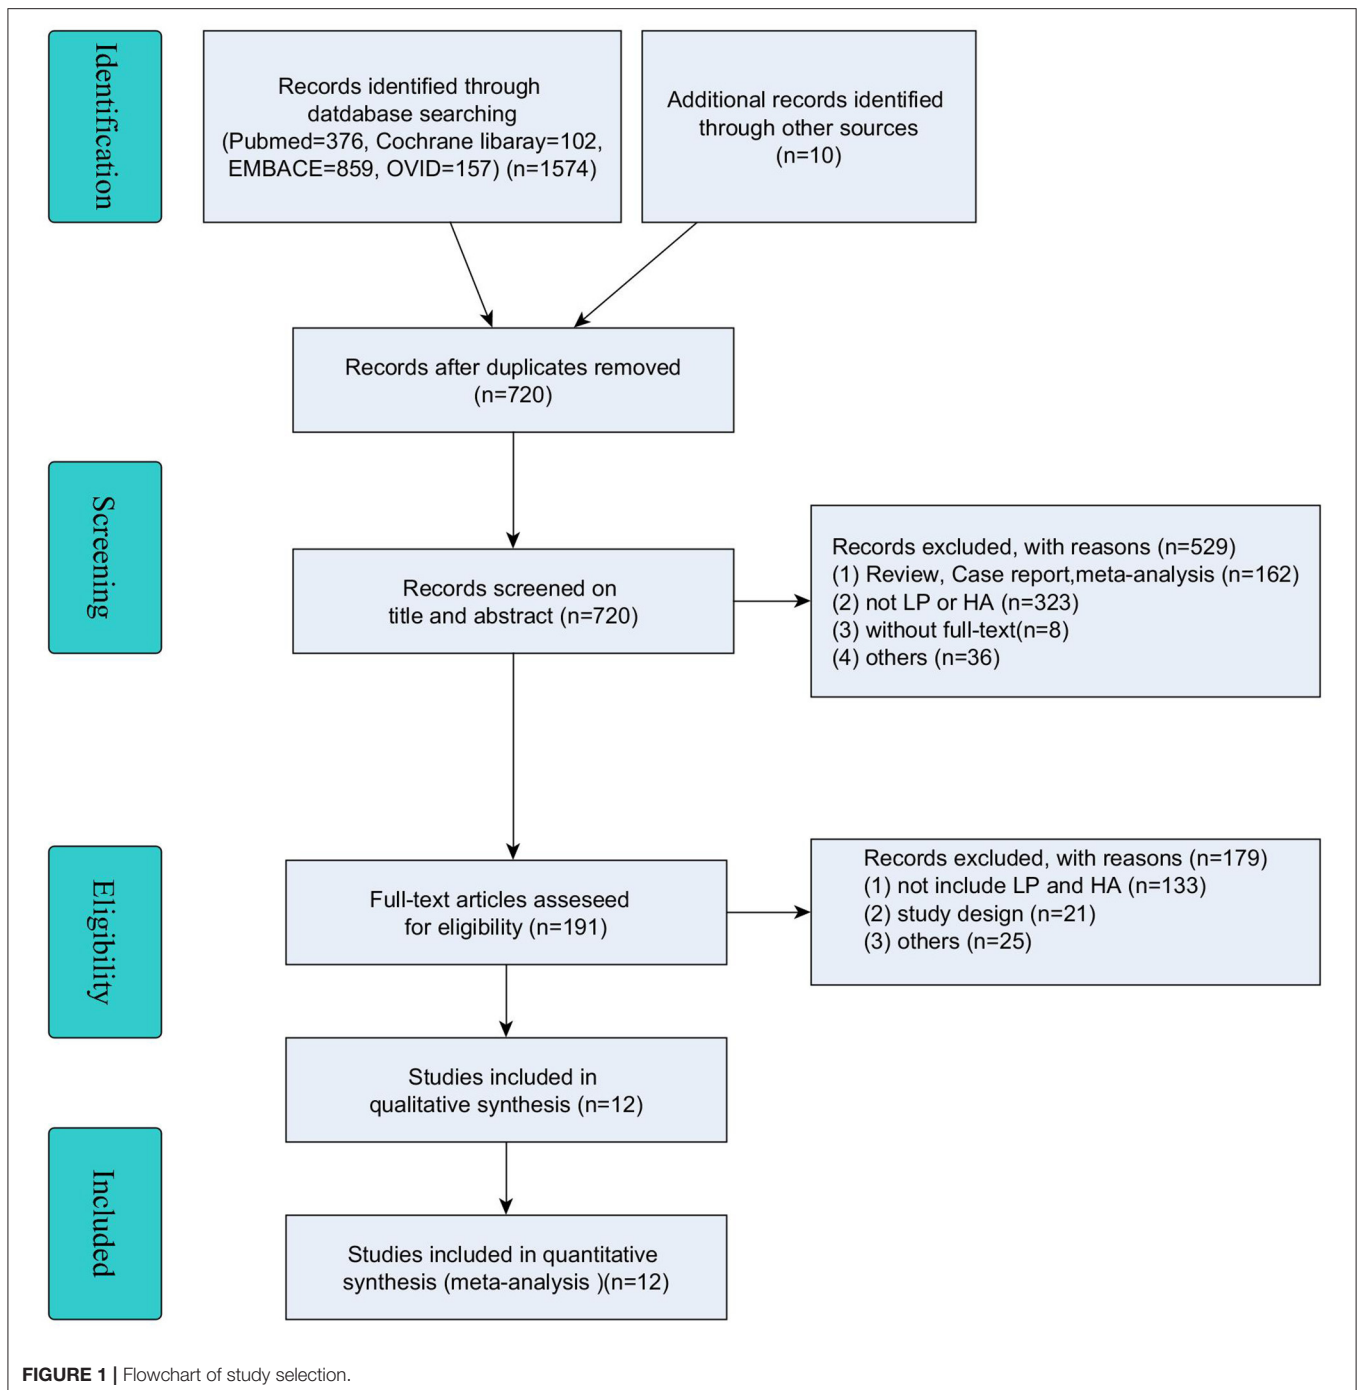 Identification
Records identified through
datdabase searching
(Pubmed=376, Cochrane libaray=102,
EMBACE=859, OVID=157) (n=1574)
Additional records identified
through other sources
(n=10)
Records after duplicates removed
(n=720)
Screening
Records screened on
title and abstract (n=720)
Records excluded, with reasons (n=529)
(1) Review, Case report,meta-analysis (n=162)
(2) not LP or HA (n=323)
(3) without full-text(n=8)
(4) others (n=36)
Eligibility
Full-text articles asseseed
for eligibility (n=191)
Records excluded, with reasons (n=179)
(1) not include LP and HA (n=133)
(2) study design (n=21)
(3) others (n=25)
Studies included in
qualitative synthesis (n=12)
Included
Studies included in quantitative
synthesis (meta-analysis )(n=12)
FIGURE 1 | Flowchart of study selection.